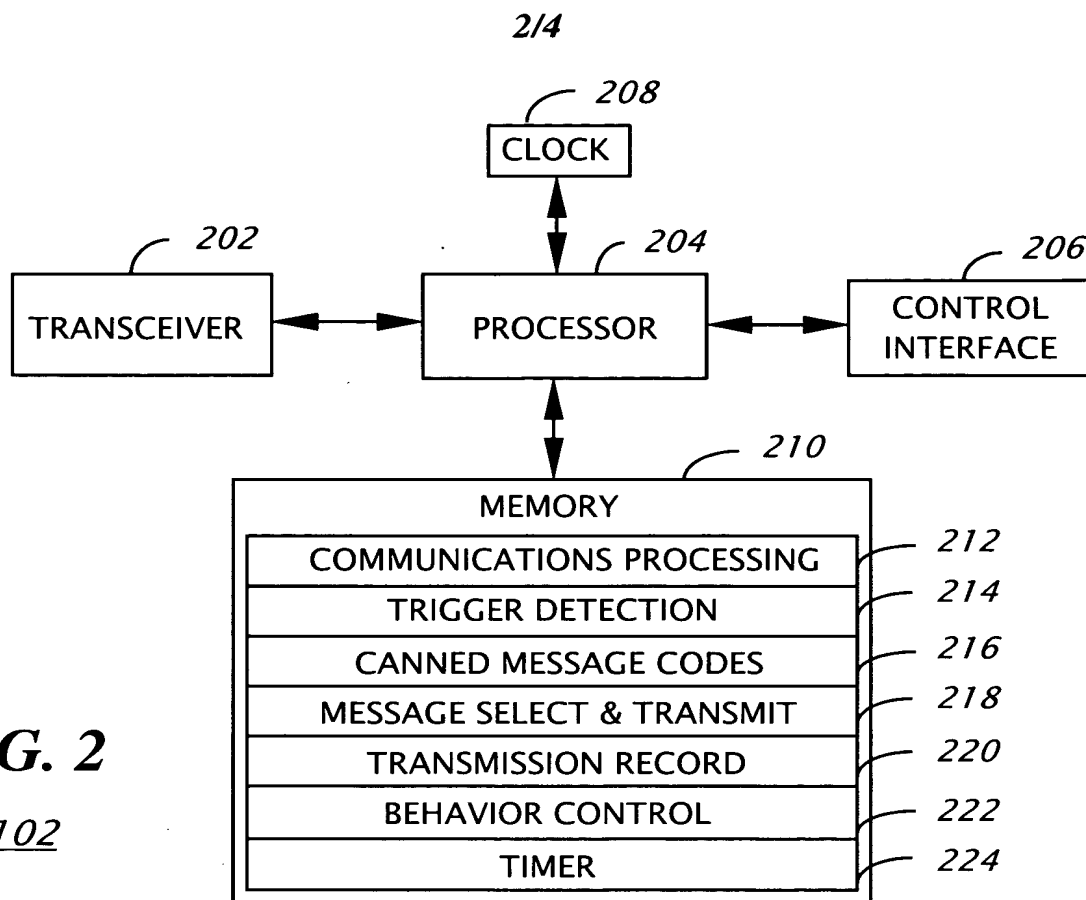 2/4
208
CLOCK
202
204
206
TRANSCEIVER
PROCESSOR
CONTROL
INTERFACE
210
MEMORY
COMMUNICATIONS PROCESSING
212
TRIGGER DETECTION
214
CANNED MESSAGE CODES
216
MESSAGE SELECT & TRANSMIT
218
TRANSMISSION RECORD
220
BEHAVIOR CONTROL
222
TIMER
224
G. 2
102